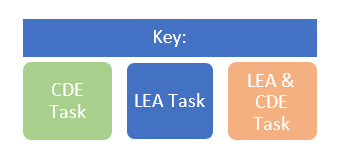 Key:
CDE
Task
LEA Task
LEA &
CDE
Task